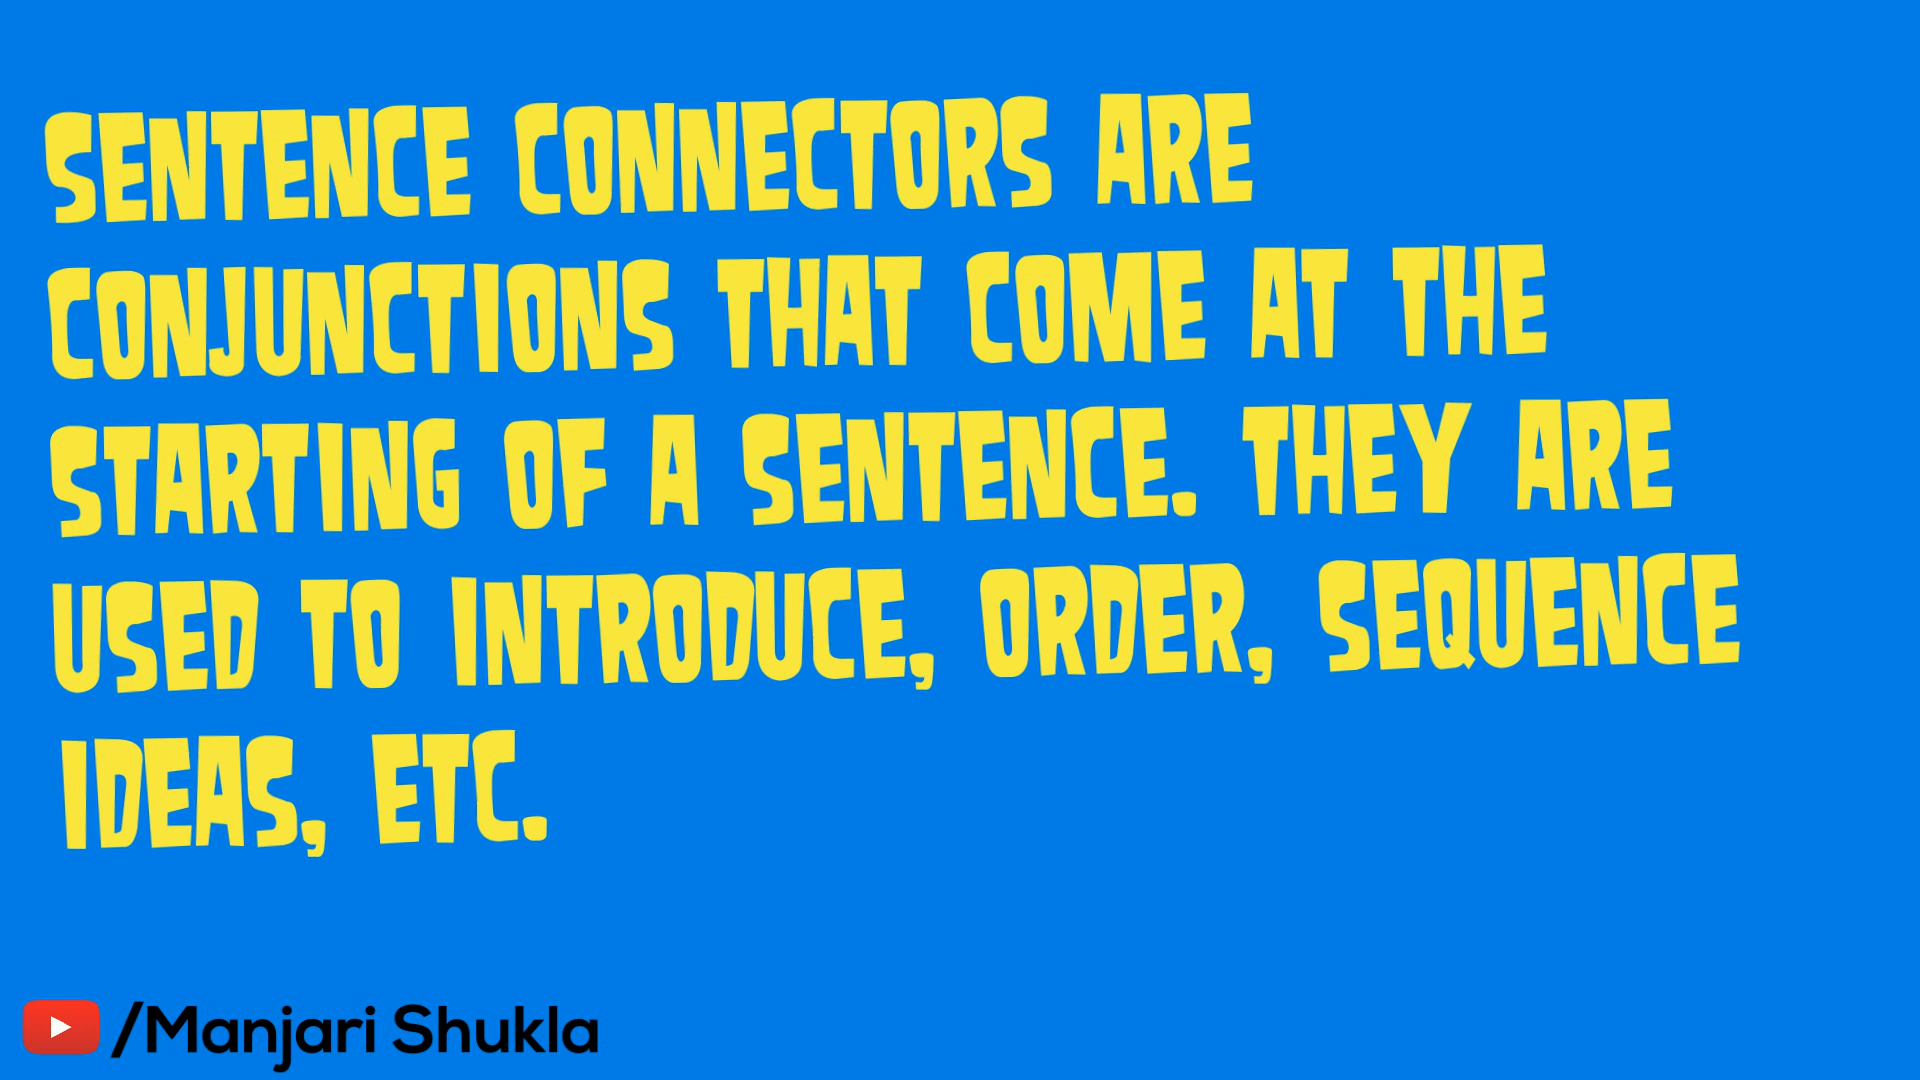 SENTENCE CONNECTORS ARE
CONJUNCTIONS THAT COME AT THE
STARTING OF A SENTENCE. THEY ARE
USED TO INTRODUCE, ORDER, SEQUENCE
IDEAS, ETC.
/Manjari Shukla